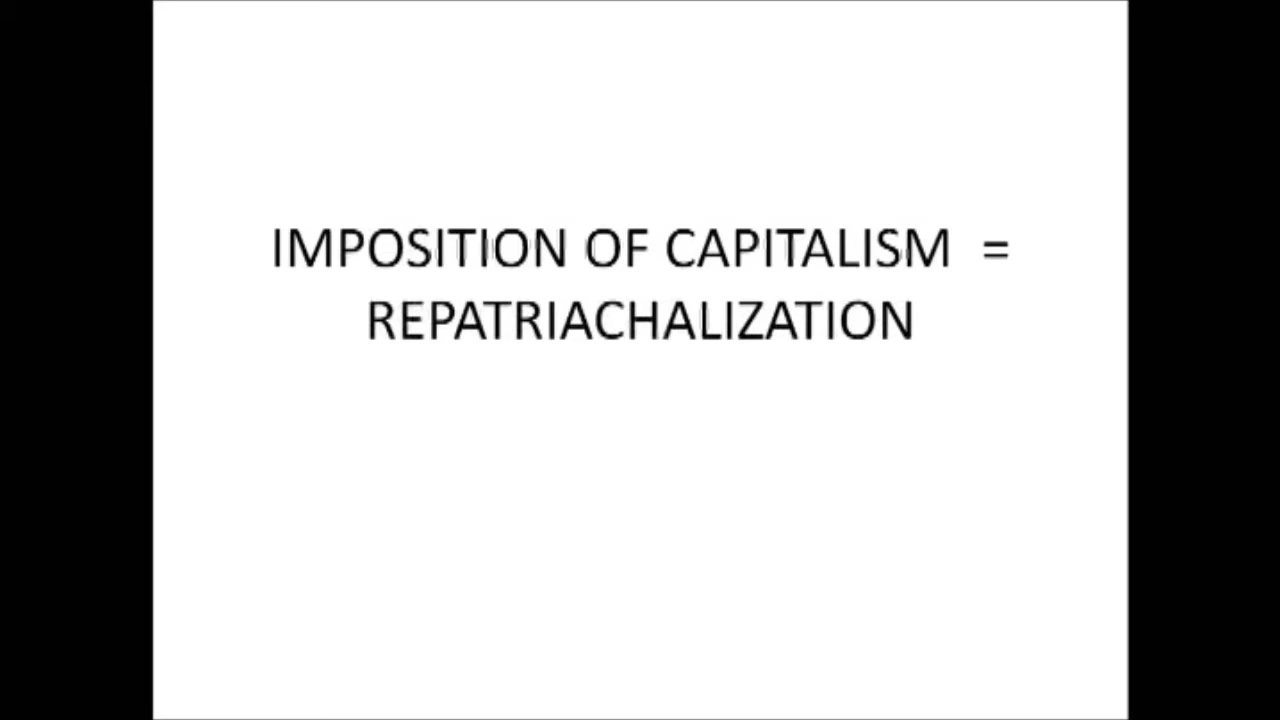 IMPOSITION OF CAPITALISM =
REPATRIACHALIZATION